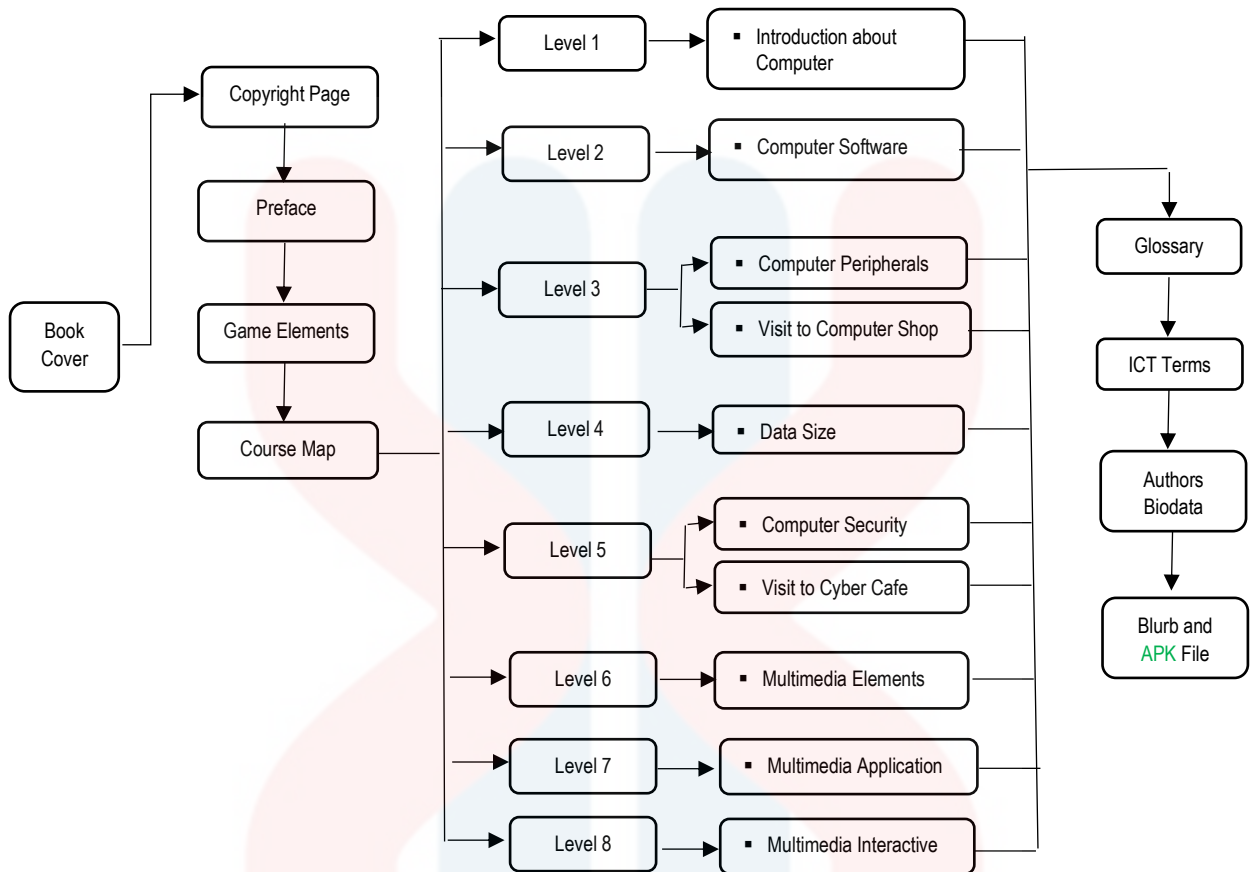 Book
Cover
Copyright Page
Preface
Game Elements
Course Map
Level 1
▪ Introduction about
Computer
Level 2
▪ Computer Software
Level 3
▪ Computer Peripherals
▪ Visit to Computer Shop
Level 4
▪ Data Size
Level 5
▪ Computer Security
▪ Visit to Cyber Cafe
Level 6
▪ Multimedia Elements
Level 7
▪ Multimedia Application
Level 8
▪ Multimedia Interactive
Glossary
ICT Terms
Authors
Biodata
Blurb and
APK File